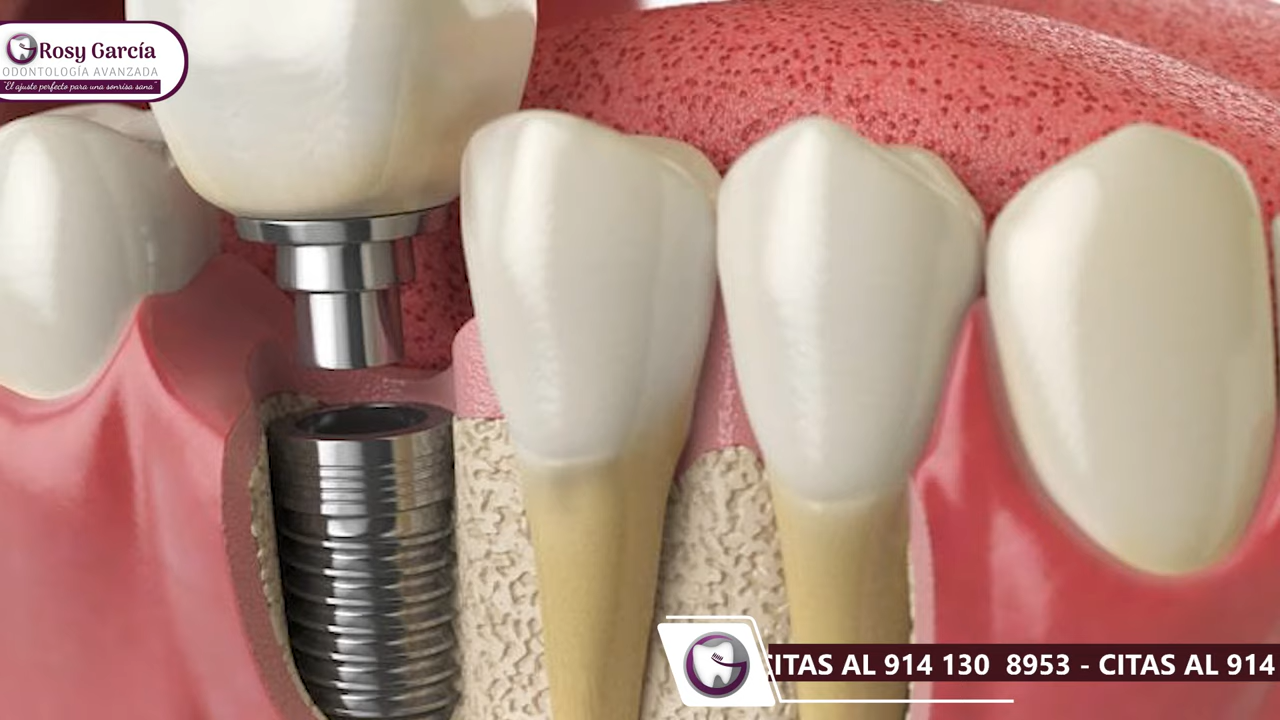 Rosy García
ODONTOLOGÍA AVANZADA
"El ajuste perfecto para una sonrisa sana"
CITAS AL 914 130 8953 - CITAS AL 914